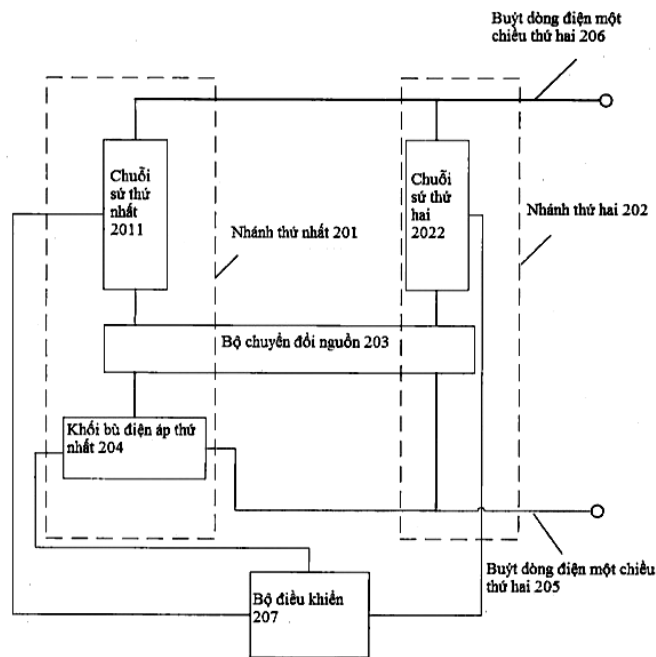 Buýt dòng điện một
chiều thứ hai 206
Chuỗi
sứ thứ
nhất
2011
Chuỗi
sứ thứ
hai
2022
Nhánh thứ nhất 201
Nhánh thứ hai 202
Bộ chuyển đổi nguồn 203
Khối bù điện áp thứ
nhất 204
Buýt dòng điện một chiều
thứ hai 205
Bộ điều khiển
207